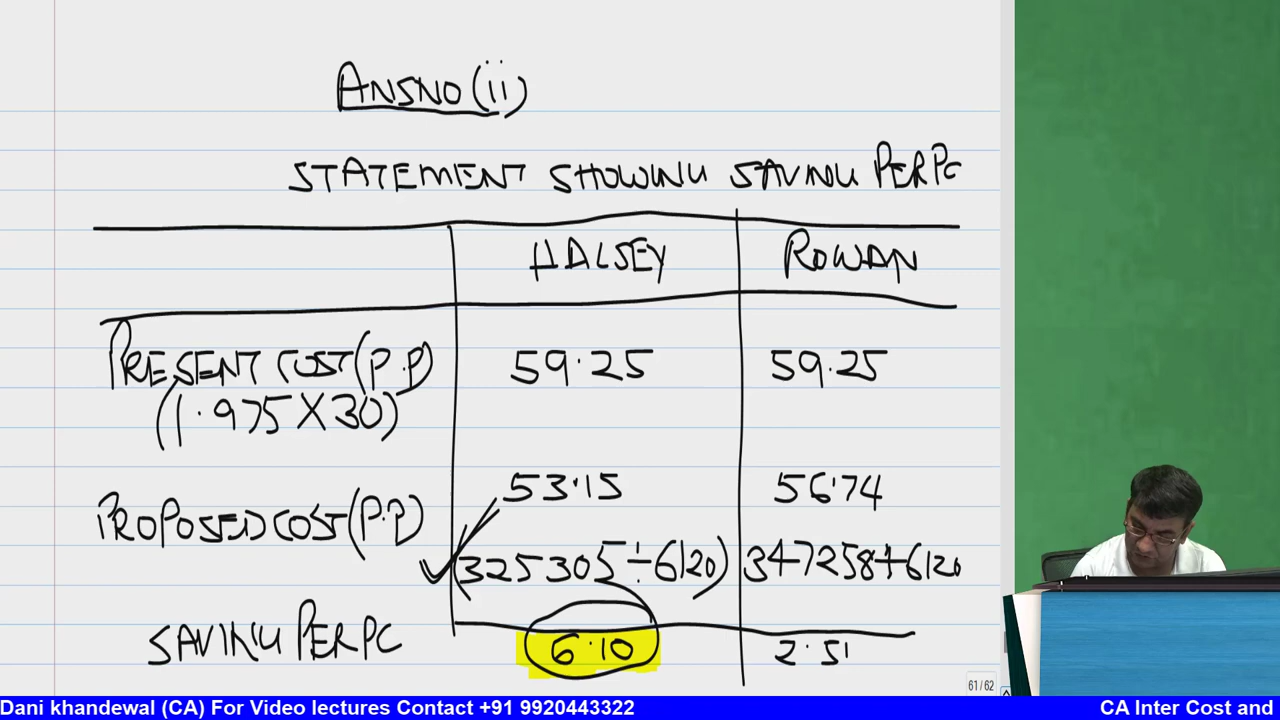 ANSNO(ii)
STATEMENT SHOWING SAVING PER PC
HALSEY ROWAN
PRESENT COST(P.P) 59.25 59.25
(1.975X30)
53.15 56.74
PROPOSED COST(P.P)
(325305÷6120) 347258÷6120
SAVING PER PC 6.10 2.51
61/62
Dani khandewal (CA) For Video lectures Contact +91 9920443322 CA Inter Cost and